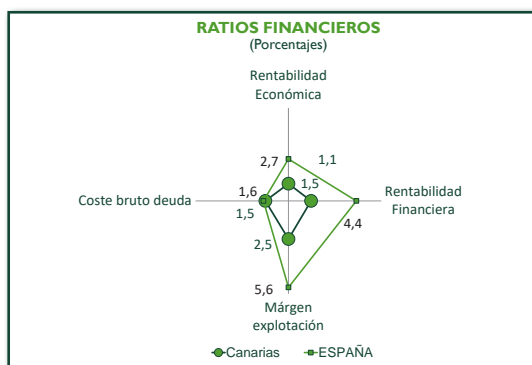 RATIOS FINANCIEROS
(Porcentajes)
Rentabilidad
Económica
2,7
1,1
1,6
1,5
Coste bruto deuda
Rentabilidad
Financiera
1,5
4,4
2,5
5,6
Márgen
explotación
Canarias
ESPAÑA